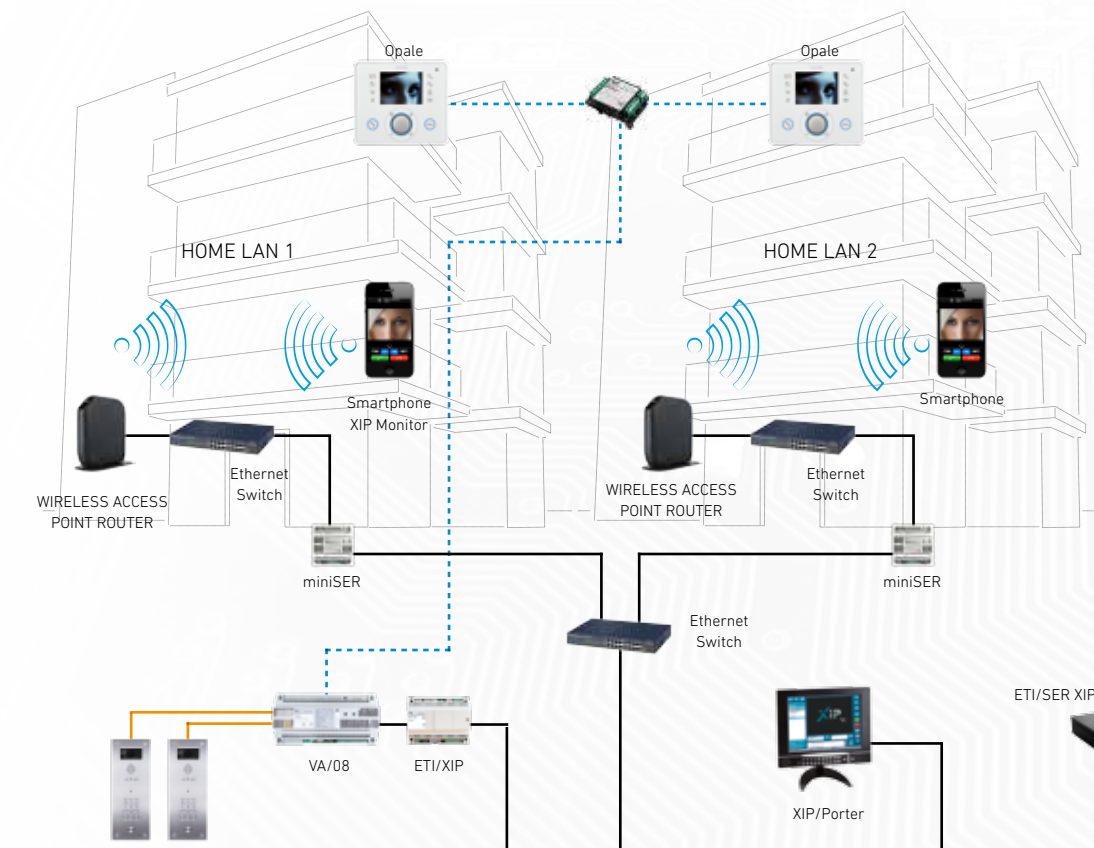 Opale
Opale
HOME LAN 1
HOME LAN 2
Smartphone
XIP Monitor
Smartphone
Ethernet
Switch
Ethernet
Switch
WIRELESS ACCESS
POINT ROUTER
WIRELESS ACCESS
POINT ROUTER
miniSER
miniSER
Ethernet
Switch
ETI/SER XIP
XIP
VA/08
ETI/XIP
XIP/Porter